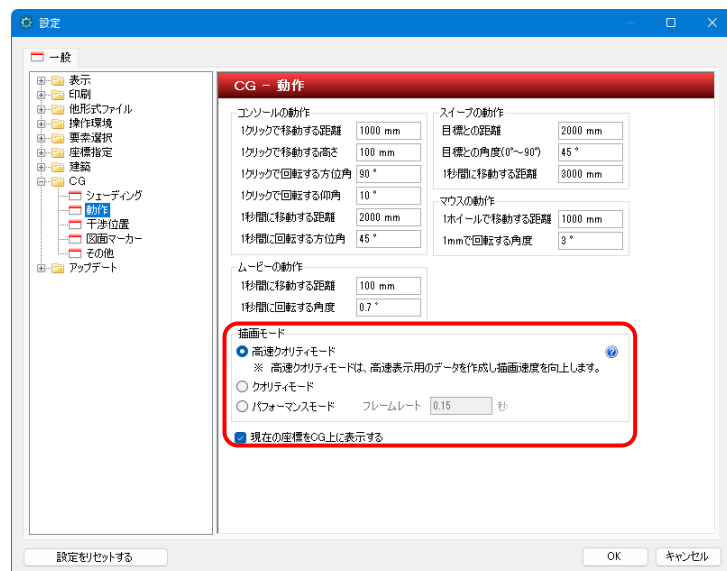 設定
一般
表示
印刷
他形式ファイル
操作環境
要素選択
座標指定
建築
CG
シェーディング
動作
干渉位置
図面マーカー
その他
アップデート
CG - 動作
コンソールの動作
1クリックで移動する距離 1000 mm
1クリックで移動する高さ 100 mm
1クリックで回転する方位角 90 °
1クリックで回転する仰角 10 °
1秒間に移動する距離 2000 mm
1秒間に回転する方位角 45 °
スイープの動作
目標との距離 2000 mm
目標との角度(0°~90°) 45 °
1秒間に移動する距離 3000 mm
マウスの動作
1ホイールで移動する距離 1000 mm
1mmで回転する角度 3 °
ムービーの動作
1秒間に移動する距離 100 mm
1秒間に回転する角度 0.7 °
描画モード
高速クオリティモード
※ 高速クオリティモードは、高速表示用のデータを作成し描画速度を向上します。
クオリティモード
パフォーマンスモード フレームレート 0.15 秒
現在の座標をCG上に表示する
設定をリセットする OK キャンセル